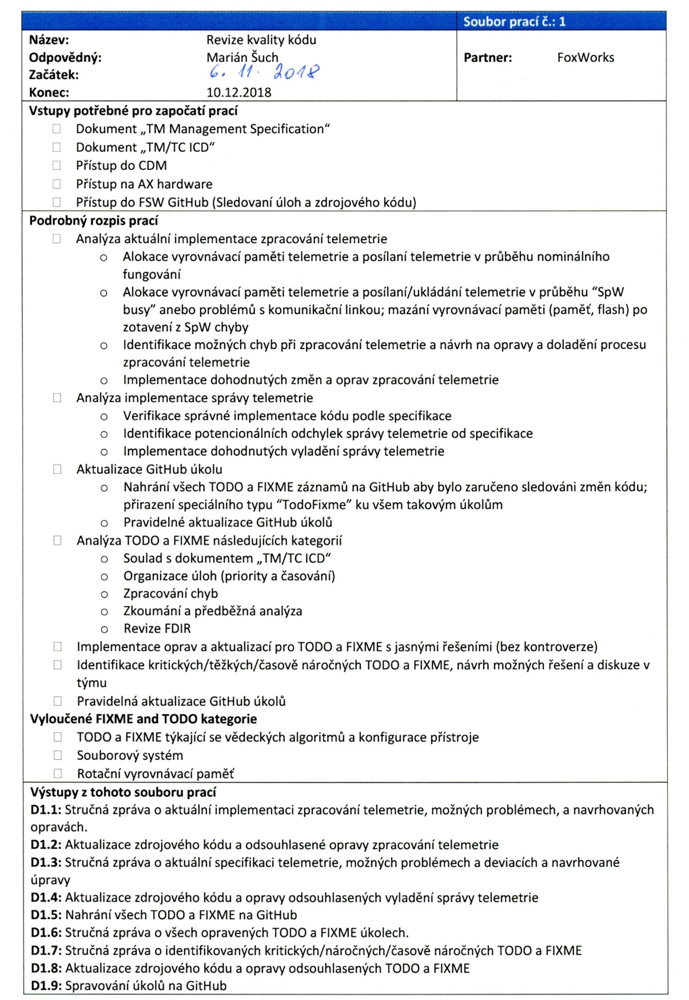 Soubor prací č.: 1
Název: Revize kvality kódu
Odpovědný: Marián Šuch Partner: FoxWorks
Začátek: 6. 11. 2018
Konec: 10.12.2018
Vstupy potřebné pro započatí prací
Dokument „TM Management Specification“
Dokument „TM/TC ICD“
Přístup do CDM
Přístup na AX hardware
Přístup do FSW GitHub (Sledovaní úloh a zdrojového kódu)
Podrobný rozpis prací
Analýza aktuální implementace zpracování telemetrie
o Alokace vyrovnávací paměti telemetrie a posílaní telemetrie v průběhu nominálního
fungování
o Alokace vyrovnávací paměti telemetrie a posílaní/ukládání telemetrie v průběhu “SpW
busy” anebo problémů s komunikační linkou; mazání vyrovnávací paměti (paměť, flash) po
zotavení z SpW chyby
o Identifikace možných chyb při zpracování telemetrie a návrh na opravy a doladění procesu
zpracování telemetrie
o Implementace dohodnutých změn a oprav zpracování telemetrie
Analýza implementace správy telemetrie
o Verifikace správné implementace kódu podle specifikace
o Identifikace potencionálních odchylek správy telemetrie od specifikace
o Implementace dohodnutých vyladění správy telemetrie
Aktualizace GitHub úkolu
o Nahrání všech TODO a FIXME záznamů na GitHub aby bylo zaručeno sledováni změn kódu;
přirazení speciálního typu “TodoFixme” ku všem takovým úkolům
o Pravidelné aktualizace GitHub úkolů
Analýza TODO a FIXME následujících kategorií
o Soulad s dokumentem „TM/TC ICD“
o Organizace úloh (priority a časování)
o Zpracování chyb
o Zkoumání a předběžná analýza
o Revize FDIR
Implementace oprav a aktualizací pro TODO a FIXME s jasnými řešeními (bez kontroverze)
Identifikace kritických/těžkých/časově náročných TODO a FIXME, návrh možných řešení a diskuze v
týmu
Pravidelná aktualizace GitHub úkolů
Vyloučené FIXME and TODO kategorie
TODO a FIXME týkající se vědeckých algoritmů a konfigurace přístroje
Souborový systém
Rotační vyrovnávací paměť
Výstupy z tohoto souboru prací
D1.1: Stručná zpráva o aktuální implementaci zpracování telemetrie, možných problémech, a navrhovaných
opravách.
D1.2: Aktualizace zdrojového kódu a odsouhlasené opravy zpracování telemetrie
D1.3: Stručná zpráva o aktuální specifikaci telemetrie, možných problémech a deviacích a navrhované
úpravy
D1.4: Aktualizace zdrojového kódu a opravy odsouhlasených vyladění správy telemetrie
D1.5: Nahrání všech TODO a FIXME na GitHub
D1.6: Stručná zpráva o všech opravených TODO a FIXME úkolech.
D1.7: Stručná zpráva o identifikovaných kritických/náročných/časově náročných TODO a FIXME
D1.8: Aktualizace zdrojového kódu a opravy odsouhlasených TODO a FIXME
D1.9: Spravování úkolů na GitHub